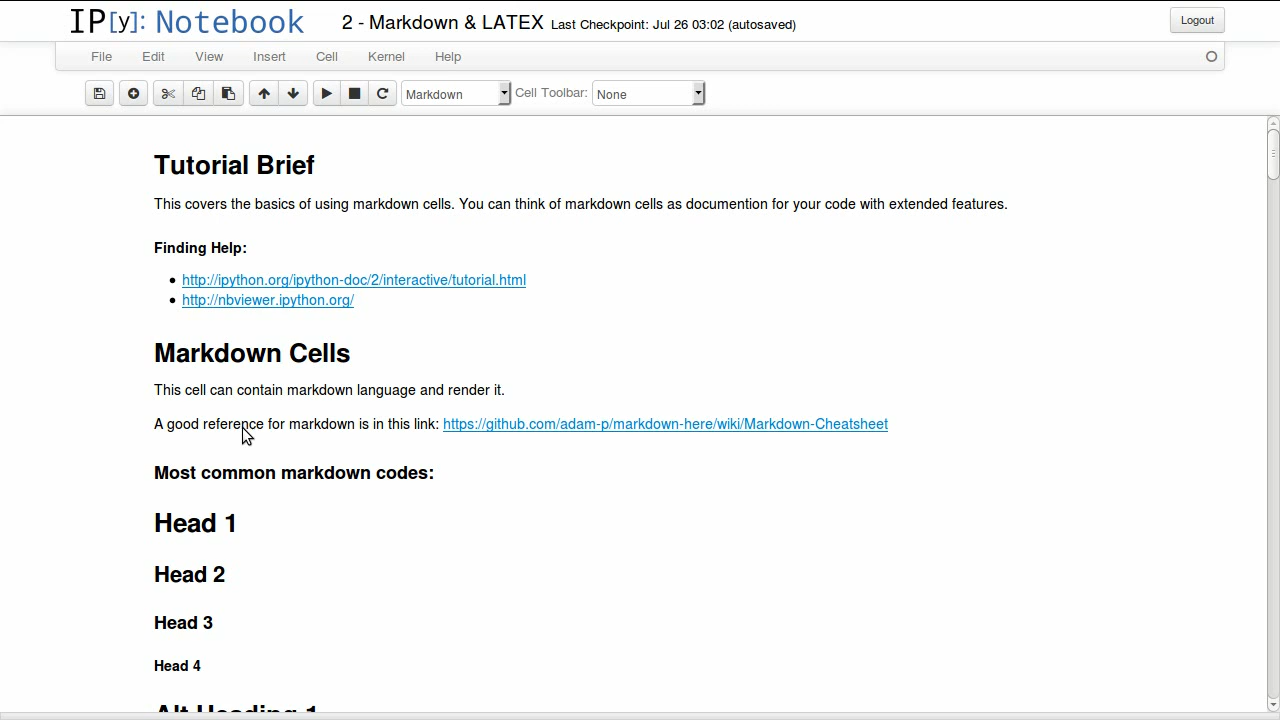 IP[y]: Notebook 2 - Markdown & LATEX Last Checkpoint: Jul 26 03:02 (autosaved) Logout
File Edit View Insert Cell Kernel Help
Markdown Cell Toolbar: None
Tutorial Brief
This covers the basics of using markdown cells. You can think of markdown cells as documention for your code with extended features.
Finding Help:
http://ipython.org/ipython-doc/2/interactive/tutorial.html
http://nbviewer.ipython.org/
Markdown Cells
This cell can contain markdown language and render it.
A good reference for markdown is in this link: https://github.com/adam-p/markdown-here/wiki/Markdown-Cheatsheet
Most common markdown codes:
Head 1
Head 2
Head 3
Head 4
Alt Heading 1